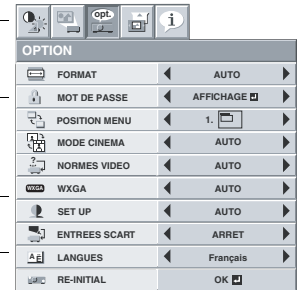 opt.
i
OPTION
FORMAT AUTO
MOT DE PASSE AFFICHAGE
POSITION MENU 1.
MODE CINEMA AUTO
NORMES VIDEO AUTO
WXGA WXGA AUTO
SET UP AUTO
ENTREES SCART ARRET
AÉ LANGUES Français
RE-INITIAL OK